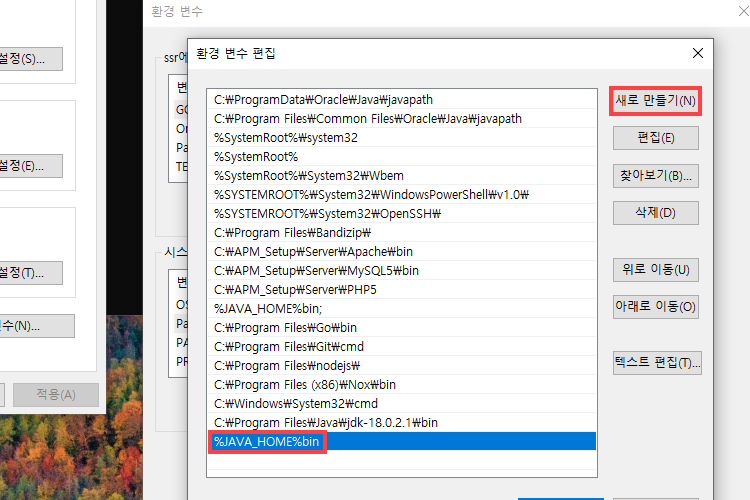 환경 변수
설정(S)...
설정(E)...
설정(T)...
수(N)...
적용(A)
ssr에
변
GO
On
Pa
TE
시스
변
OS
Pa
PA
PR
환경 변수 편집
C:₩ProgramData₩Oracle₩Java₩javapath
C:₩Program Files₩Common Files₩Oracle₩Java₩javapath
%SystemRoot%₩system32
%SystemRoot%
%SystemRoot%₩System32₩Wbem
%SYSTEMROOT%₩System32₩WindowsPowerShell₩v1.0₩
%SYSTEMROOT%₩System32₩OpenSSH₩
C:₩Program Files₩Bandizip₩
C:₩APM_Setup₩Server₩Apache₩bin
C:₩APM_Setup₩Server₩MySQL5₩bin
C:₩APM_Setup₩Server₩PHP5
%JAVA_HOME%bin;
C:₩Program Files₩Go₩bin
C:₩Program Files₩Git₩cmd
C:₩Program Files₩nodejs₩
C:₩Program Files (x86)₩Nox₩bin
C:₩Windows₩System32₩cmd
C:₩Program Files₩Java₩jdk-18.0.2.1₩bin
%JAVA_HOME%bin
새로 만들기(N)
편집(E)
찾아보기(B)...
삭제(D)
위로 이동(U)
아래로 이동(O)
텍스트 편집(T)...